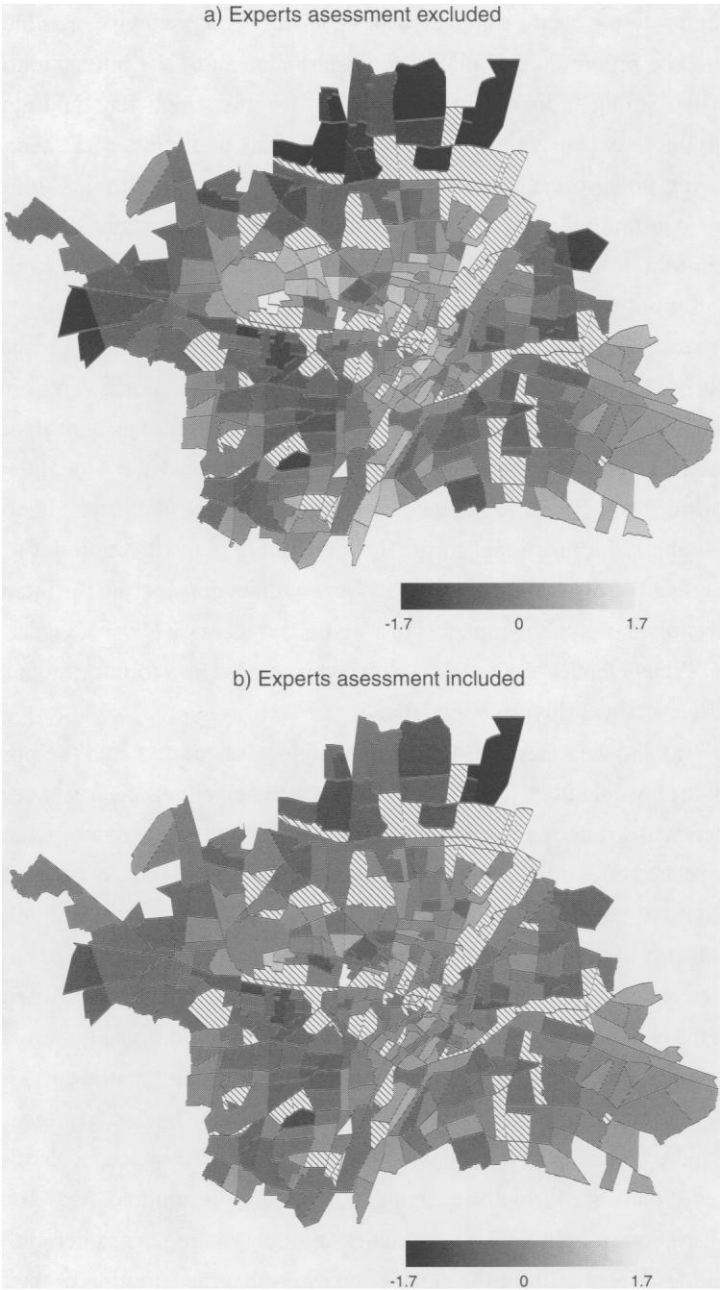 a) Experts asessment excluded
-1.7 0 1.7
b) Experts asessment included
-1.7 0 1.7